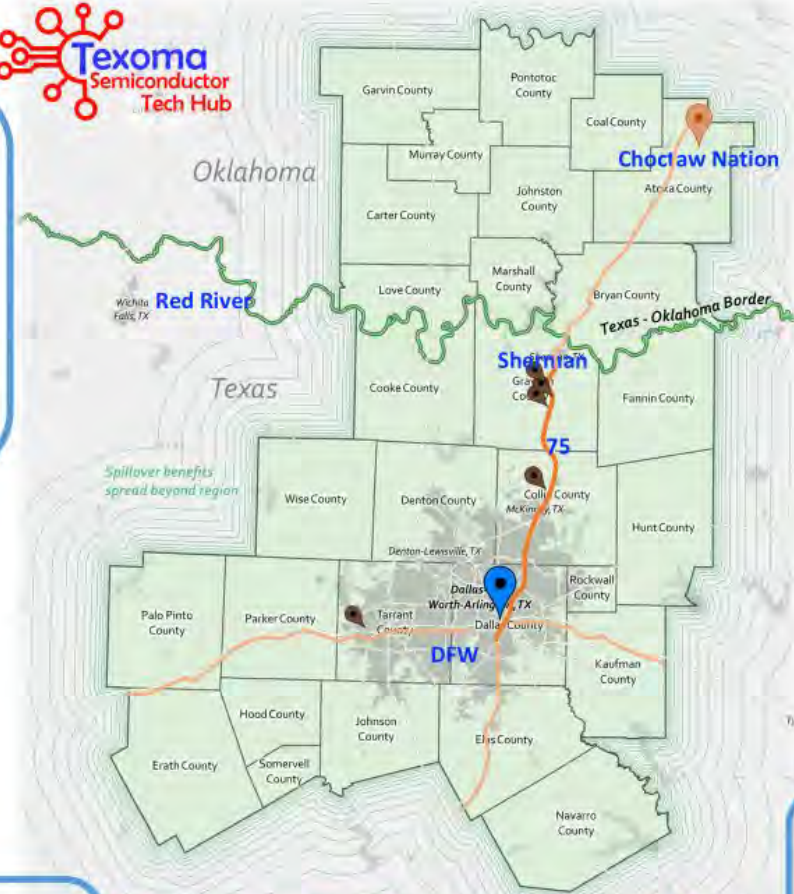 Texoma
Semiconductor
Tech Hub
Garvin County
Pontotoc
County
Coal County
Choctaw Nation
Murray County
Oklahoma
Johnston
County
Atoka County
Carter County
Marshall
County
Love County
Bryan County
Wichita
Falls, TX
Red River
Texas - Oklahoma Border
Sherman
Texas
Cooke County
Fannin County
75
Spillover benefits
spread beyond region
Wise County
Denton County
Collin County
McKinney, TX
Hunt County
Denton-Lewisville, TX
Rockwall
County
Dallas
Worth-Arlington, TX
Palo Pinto
County
Parker County
Tarrant
County
Dallas County
DFW
Kaufman
County
Hood County
Johnson
County
Ellis County
Erath County
Somervell
County
Navarro
County